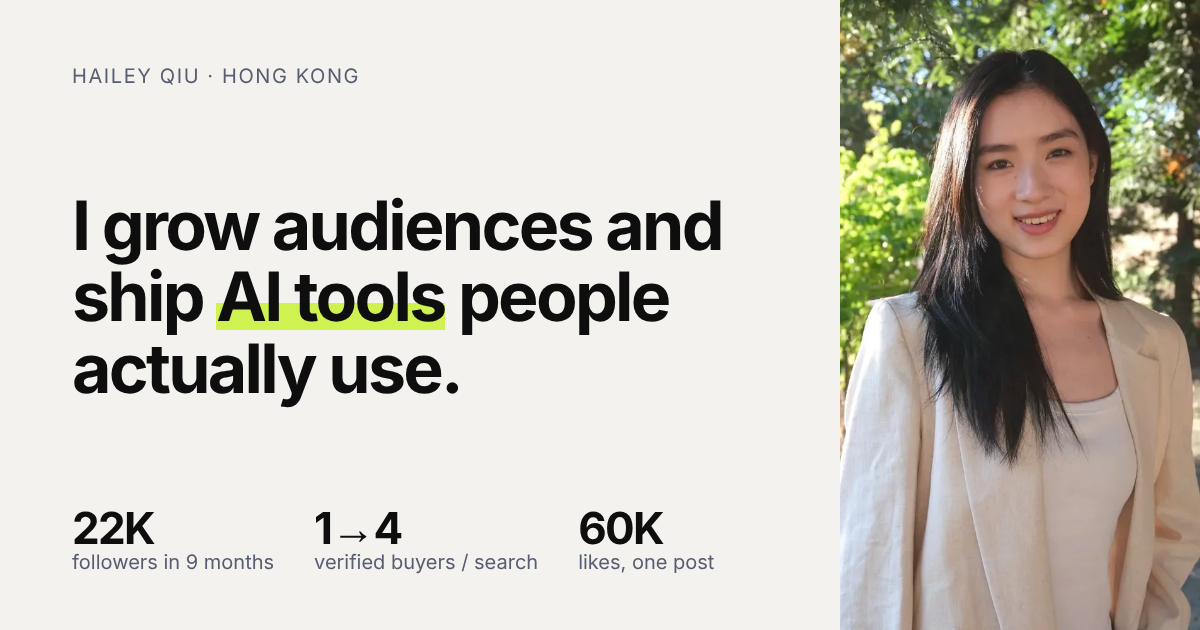 HAILEY QIU · HONG KONG
I grow audiences and
ship AI tools people
actually use.
22K
followers in 9 months
1→4
verified buyers / search
60K
likes, one post